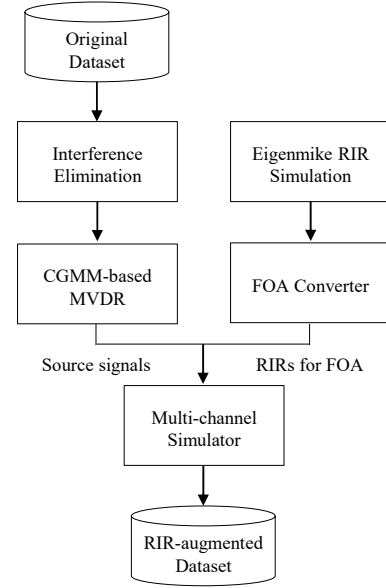 Original
Dataset
Interference
Elimination
Eigenmike RIR
Simulation
CGMM-based
MVDR
FOA Converter
Source signals
RIRs for FOA
Multi-channel
Simulator
RIR-augmented
Dataset